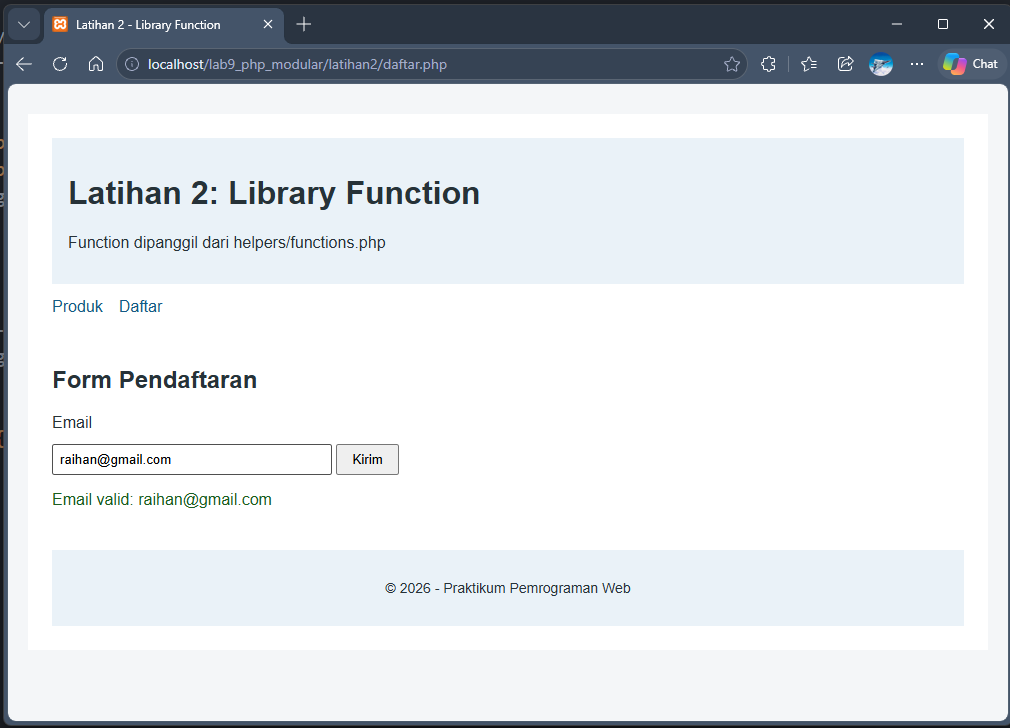 Latihan 2 - Library Function
localhost/lab9_php_modular/latihan2/daftar.php
Chat
Latihan 2: Library Function
Function dipanggil dari helpers/functions.php
Produk Daftar
Form Pendaftaran
Email
raihan@gmail.com Kirim
Email valid: raihan@gmail.com
© 2026 - Praktikum Pemrograman Web